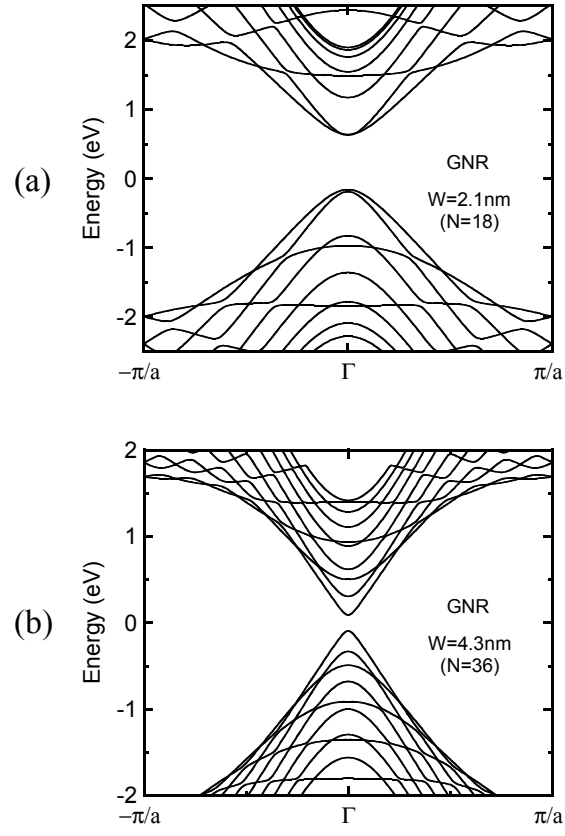 (a)
Energy (eV)
2
1
0
-1
-2
GNR
W=2.1nm
(N=18)
−π/a
Γ
π/a
(b)
Energy (eV)
2
1
0
-1
-2
GNR
W=4.3nm
(N=36)
−π/a
Γ
π/a